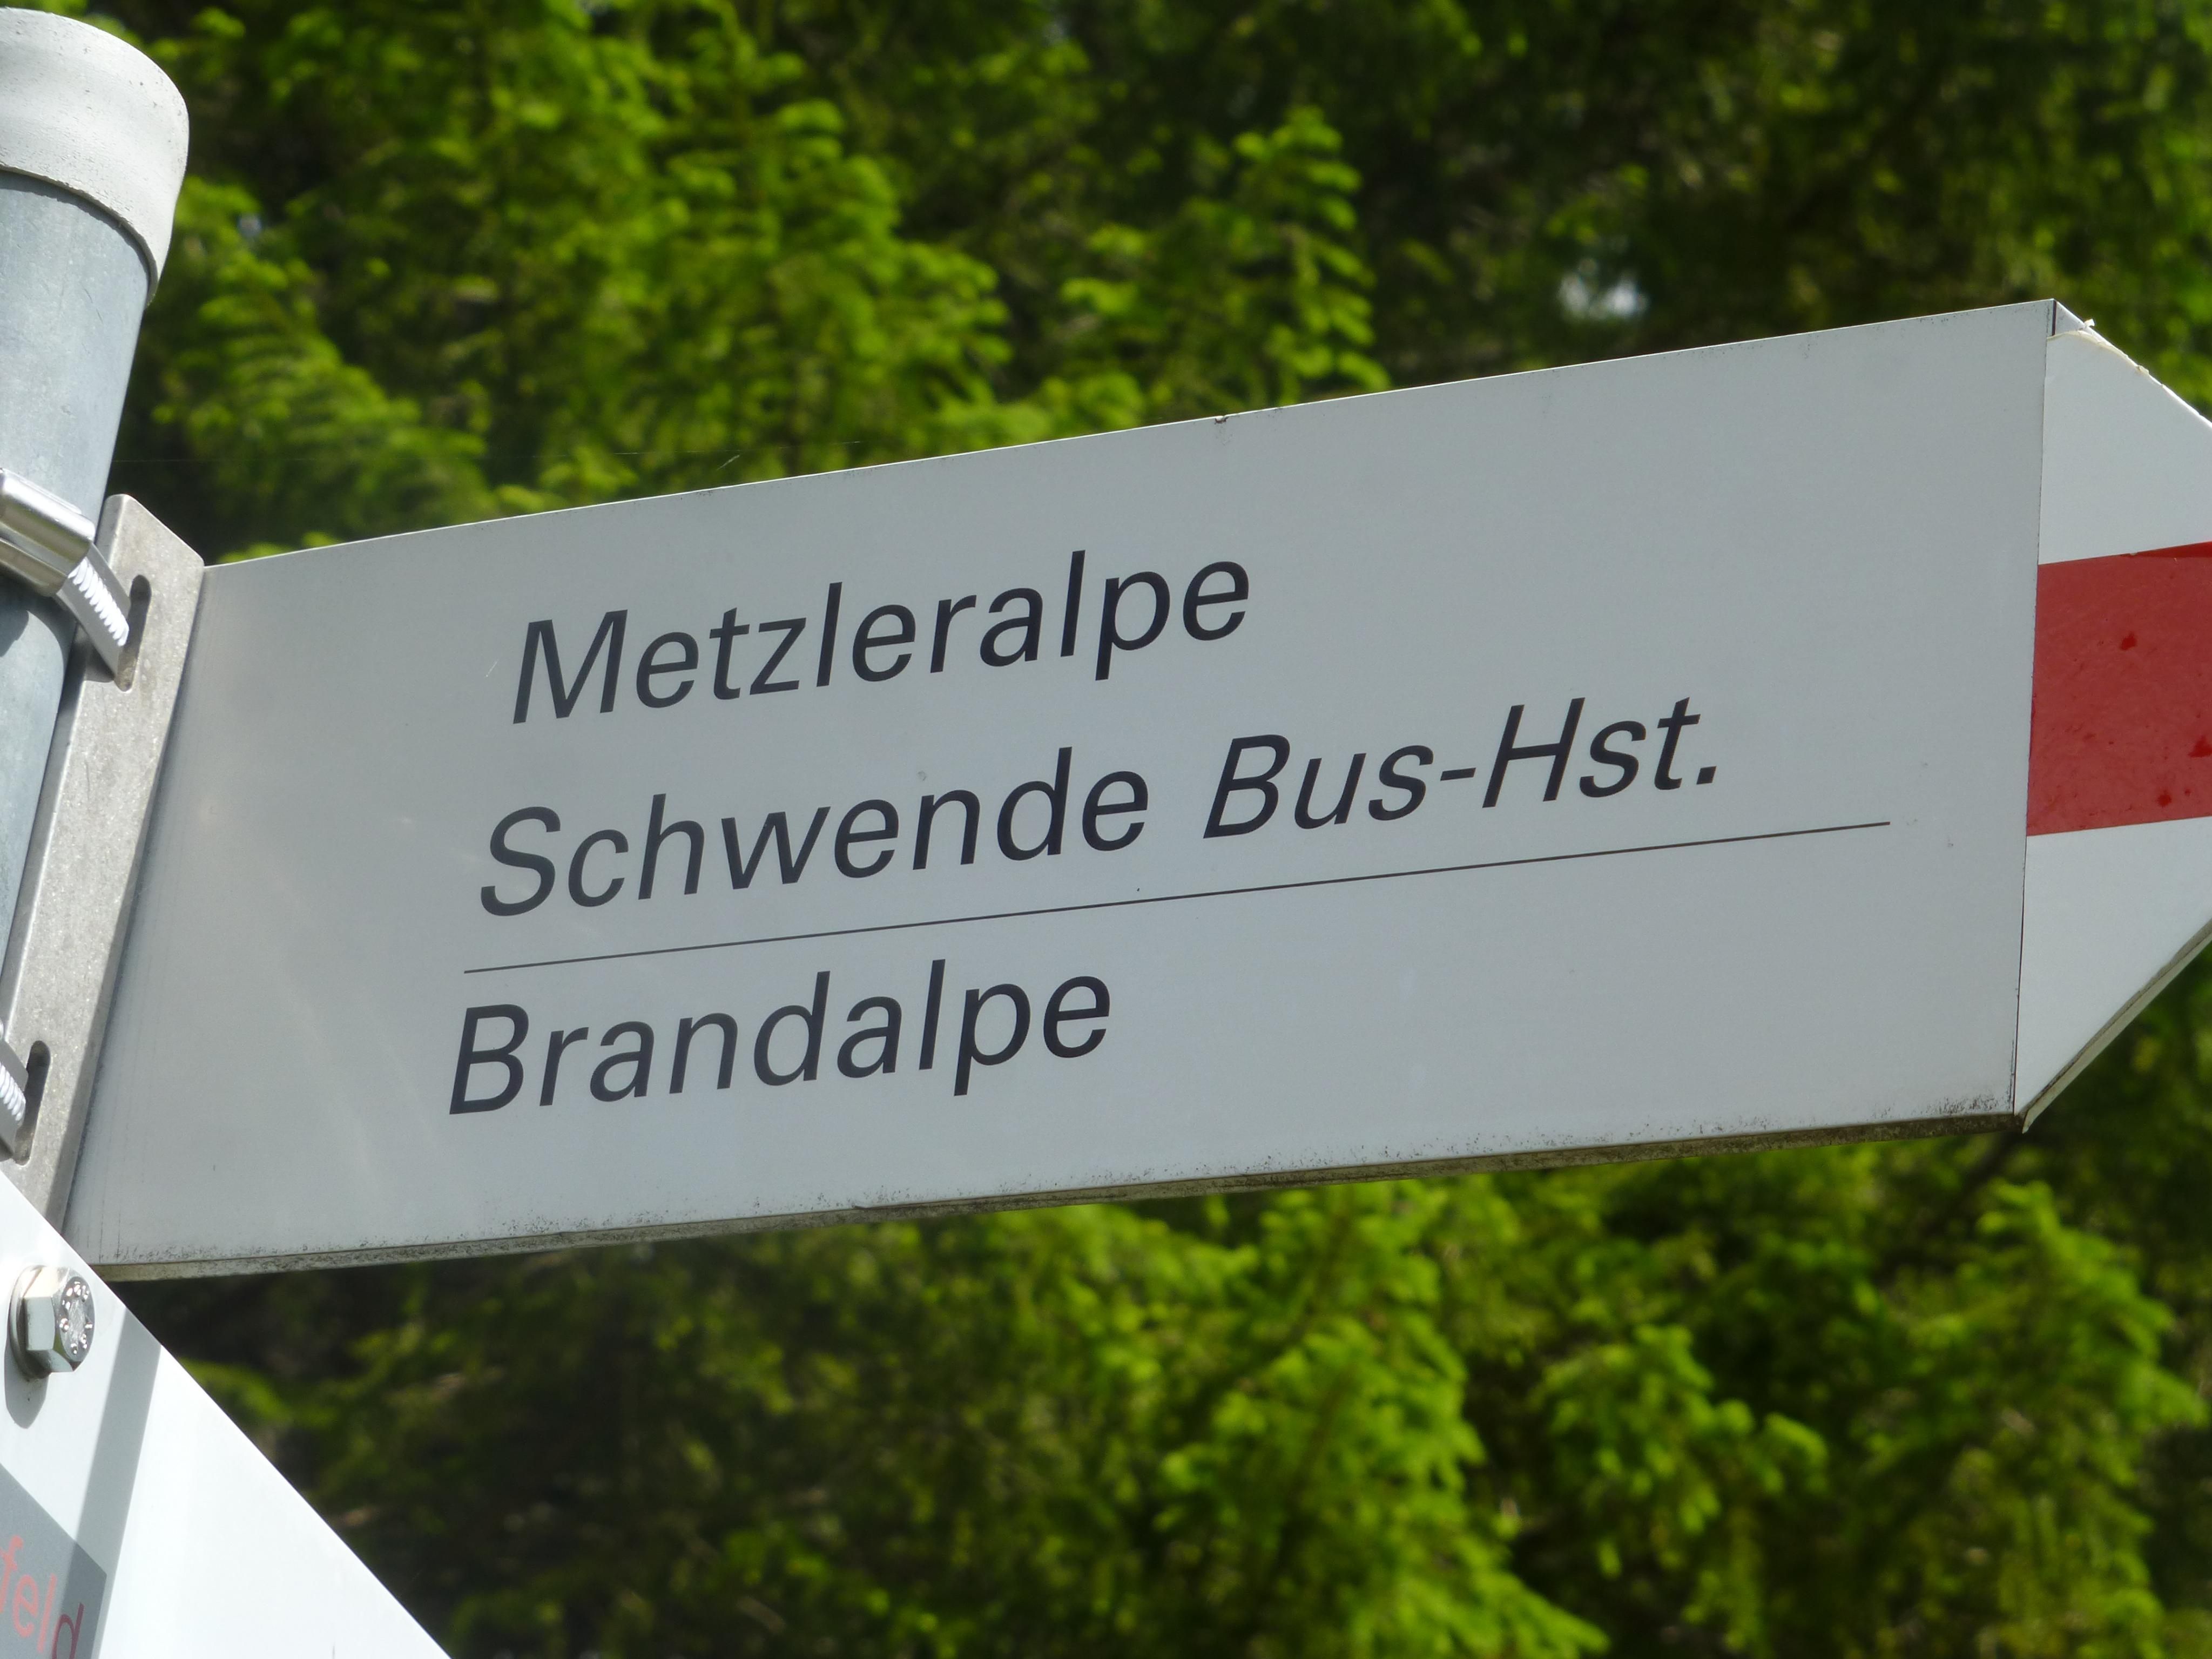 Metzleralpe
Schwende Bus-Hst.
Brandalpe